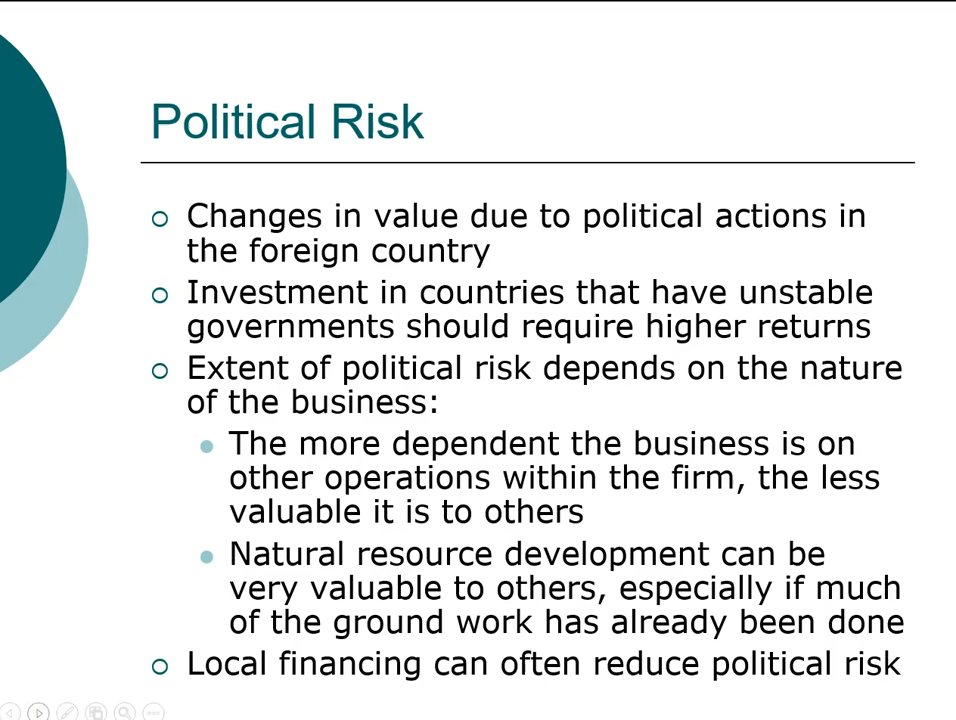 Political Risk
Changes in value due to political actions in
the foreign country
Investment in countries that have unstable
governments should require higher returns
Extent of political risk depends on the nature
of the business:
The more dependent the business is on
other operations within the firm, the less
valuable it is to others
Natural resource development can be
very valuable to others, especially if much
of the ground work has already been done
Local financing can often reduce political risk